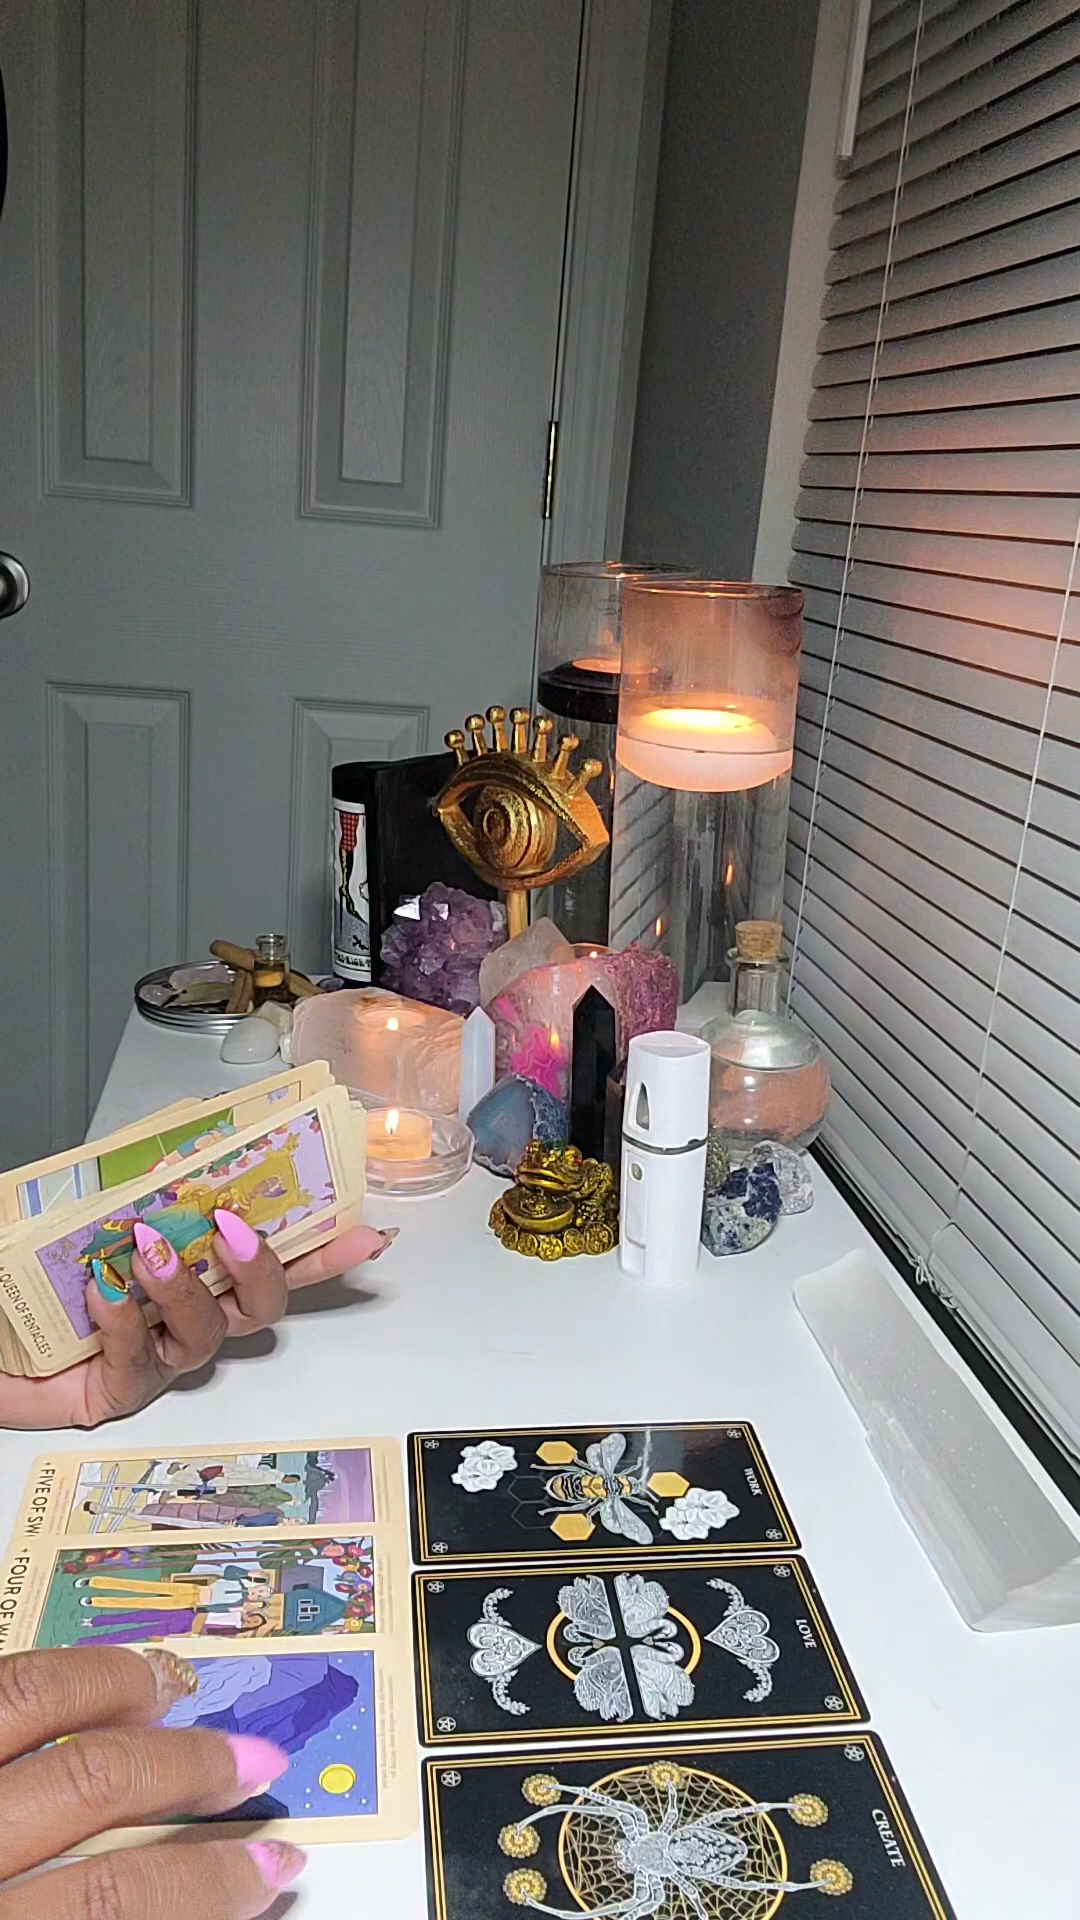 QUEEN OF PENTACLES
FIVE OF SW
FOUR OF WA
WORK
LOVE
CREATE